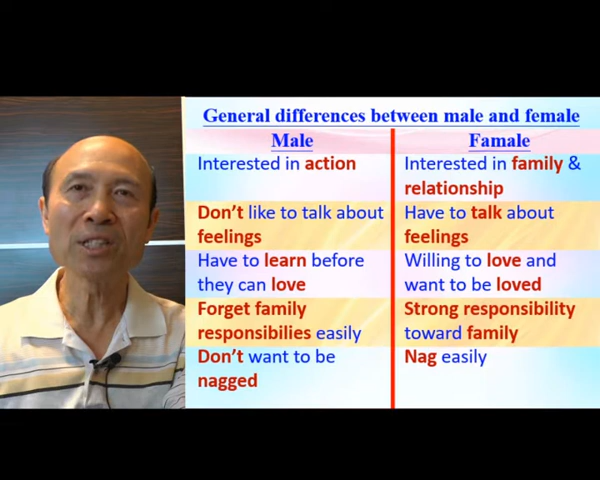 General differences between male and female
Male
Famale
Interested in action
Interested in family &
relationship
Don't like to talk about
feelings
Have to talk about
feelings
Have to learn before
they can love
Willing to love and
want to be loved
Forget family
responsibilies easily
Strong responsibility
toward family
Don't want to be
nagged
Nag easily